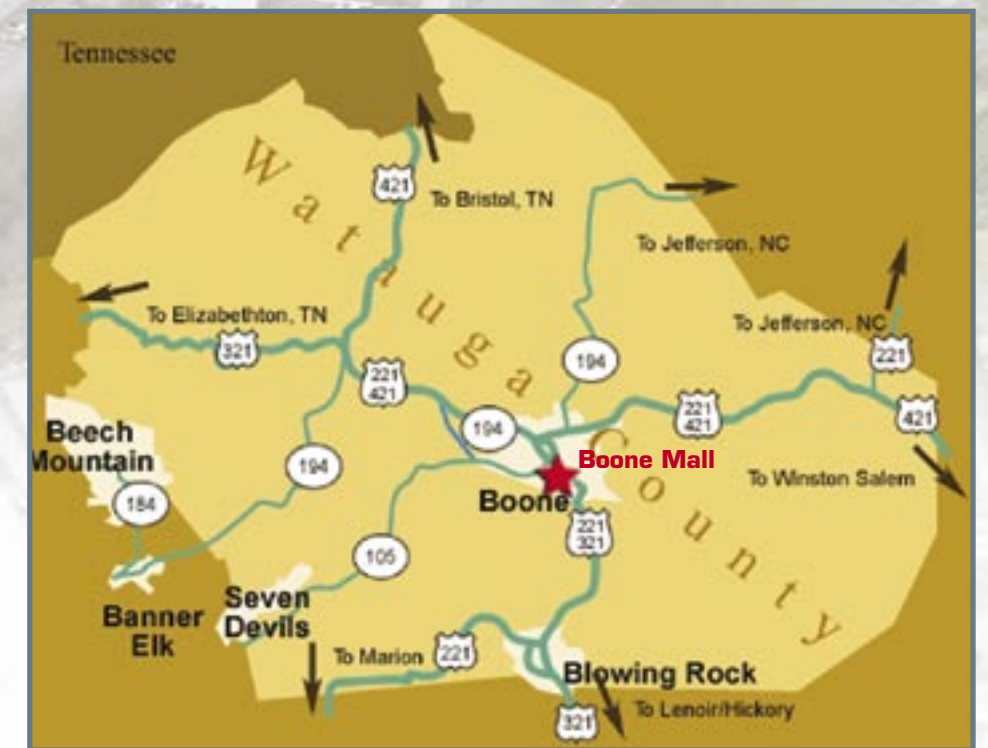 Tennessee
Watauga County
421
To Bristol, TN
To Jefferson, NC
To Elizabethton, TN
321
To Jefferson, NC
221
194
221
421
221
421
421
194
Boone Mall
Beech
Mountain
194
To Winston Salem
184
Boone
221
321
105
Seven
Devils
Banner
Elk
To Marion
221
Blowing Rock
321
To Lenoir/Hickory